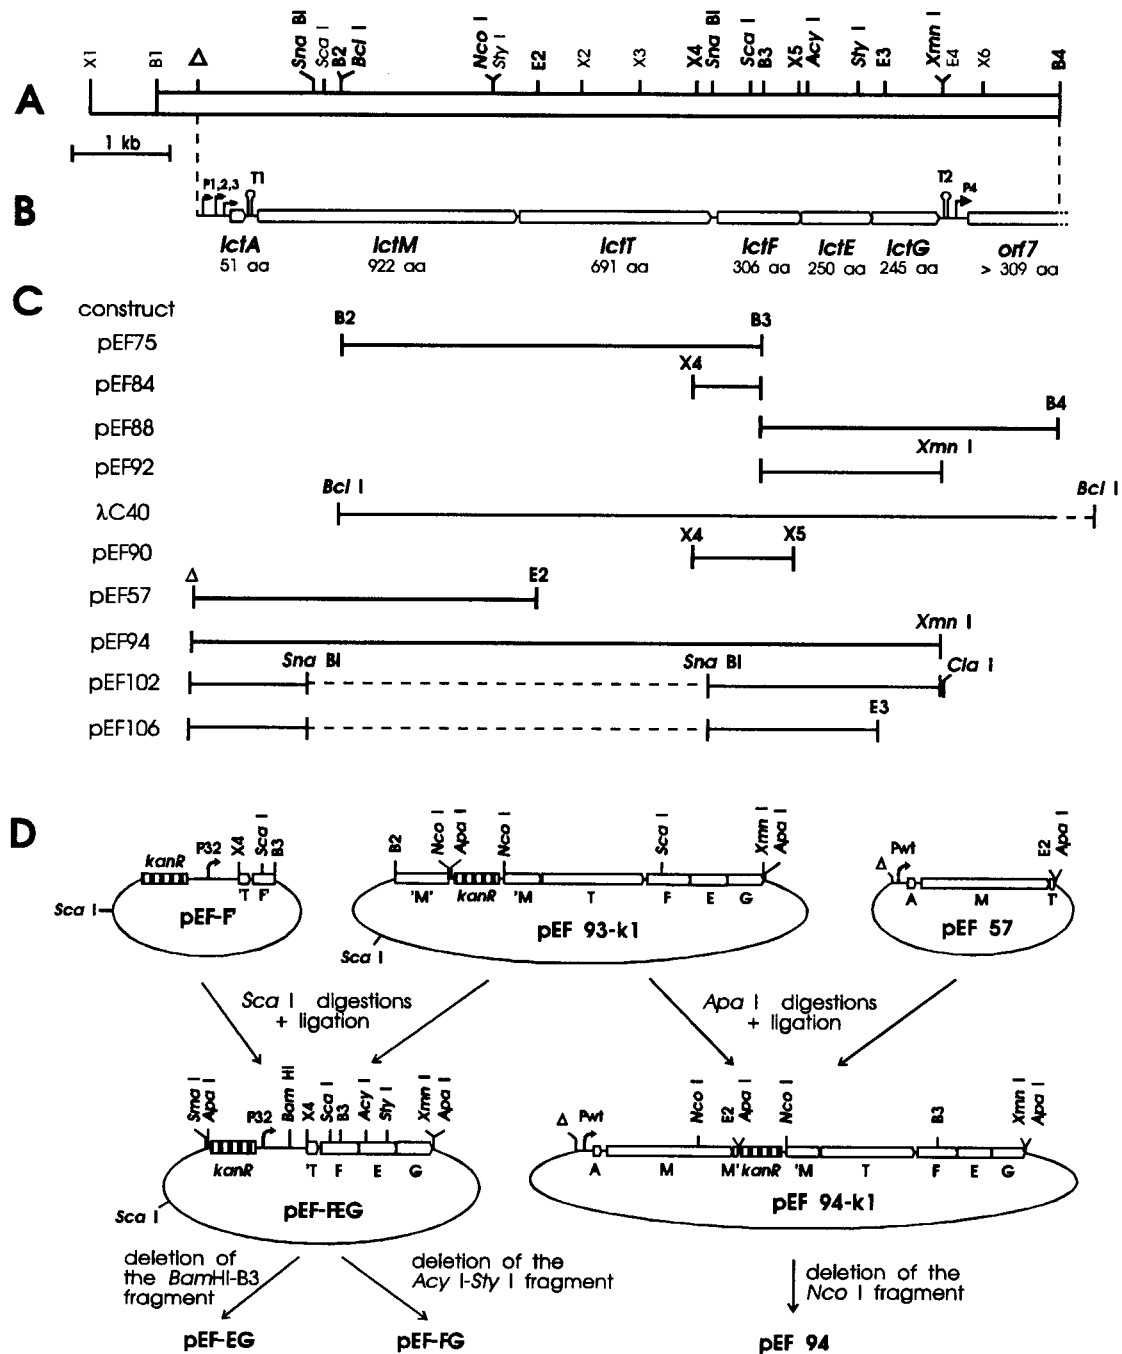 A
X1 B1 Δ Sna BI Sca I B2 Bcl I Nco I Sty I E2 X2 X3 X4 Sna BI Sca I B3 X5 Acy I Sty I E3 Xmn I E4 X6 B4
1 kb
B
P1,2,3 T1 T2 P4
lctA lctM lctT lctF lctE lctG orf7
51 aa 922 aa 691 aa 306 aa 250 aa 245 aa > 309 aa
C
construct
pEF75 B2 B3
pEF84 X4
pEF88 B4
pEF92 Xmn I
λC40 Bcl I Bcl I
pEF90 X4 X5
pEF57 Δ E2
pEF94 Xmn I
pEF102 Sna BI Sna BI Cla I
pEF106 E3
D
kanR P32 X4 Sca I B3
'T F'
Sca I
pEF-F'
B2 Nco I Apa I Nco I Sca I Xmn I Apa I
'M' kanR 'M T F E G
pEF 93-k1
Sca I
Δ Pwt E2 Apa I
A M T'
pEF 57
Sca I digestions
+ ligation
Apa I digestions
+ ligation
Sma I Apa I P32 Bam HI X4 Sca I B3 Acy I Sty I Xmn I Apa I
kanR 'T F E G
Sca I
pEF-FEG
Δ Pwt Nco I E2 Apa I Nco I B3 Xmn I Apa I
A M M' kanR 'M T F E G
pEF 94-k1
deletion of
the BamHI-B3
fragment
deletion of the
Acy I-Sty I fragment
deletion of the
Nco I fragment
pEF-EG
pEF-FG
pEF 94